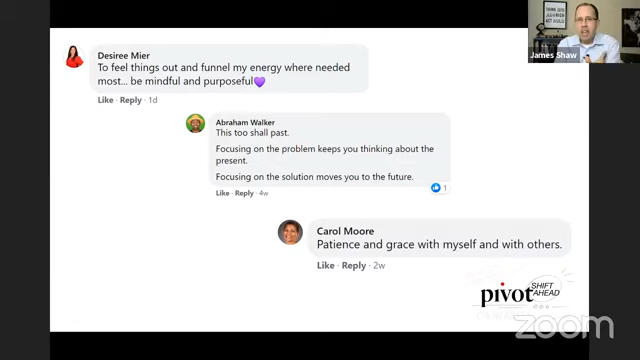 Desiree Mier
To feel things out and funnel my energy where needed
most... be mindful and purposeful💜
Like · Reply · 1d
Abraham Walker
This too shall past.
Focusing on the problem keeps you thinking about the
present.
Focusing on the solution moves you to the future.
1
Like · Reply · 4w
Carol Moore
Patience and grace with myself and with others.
Like · Reply · 2w
pivot
SHIFT
AHEAD
zoom
THINK
James Shaw